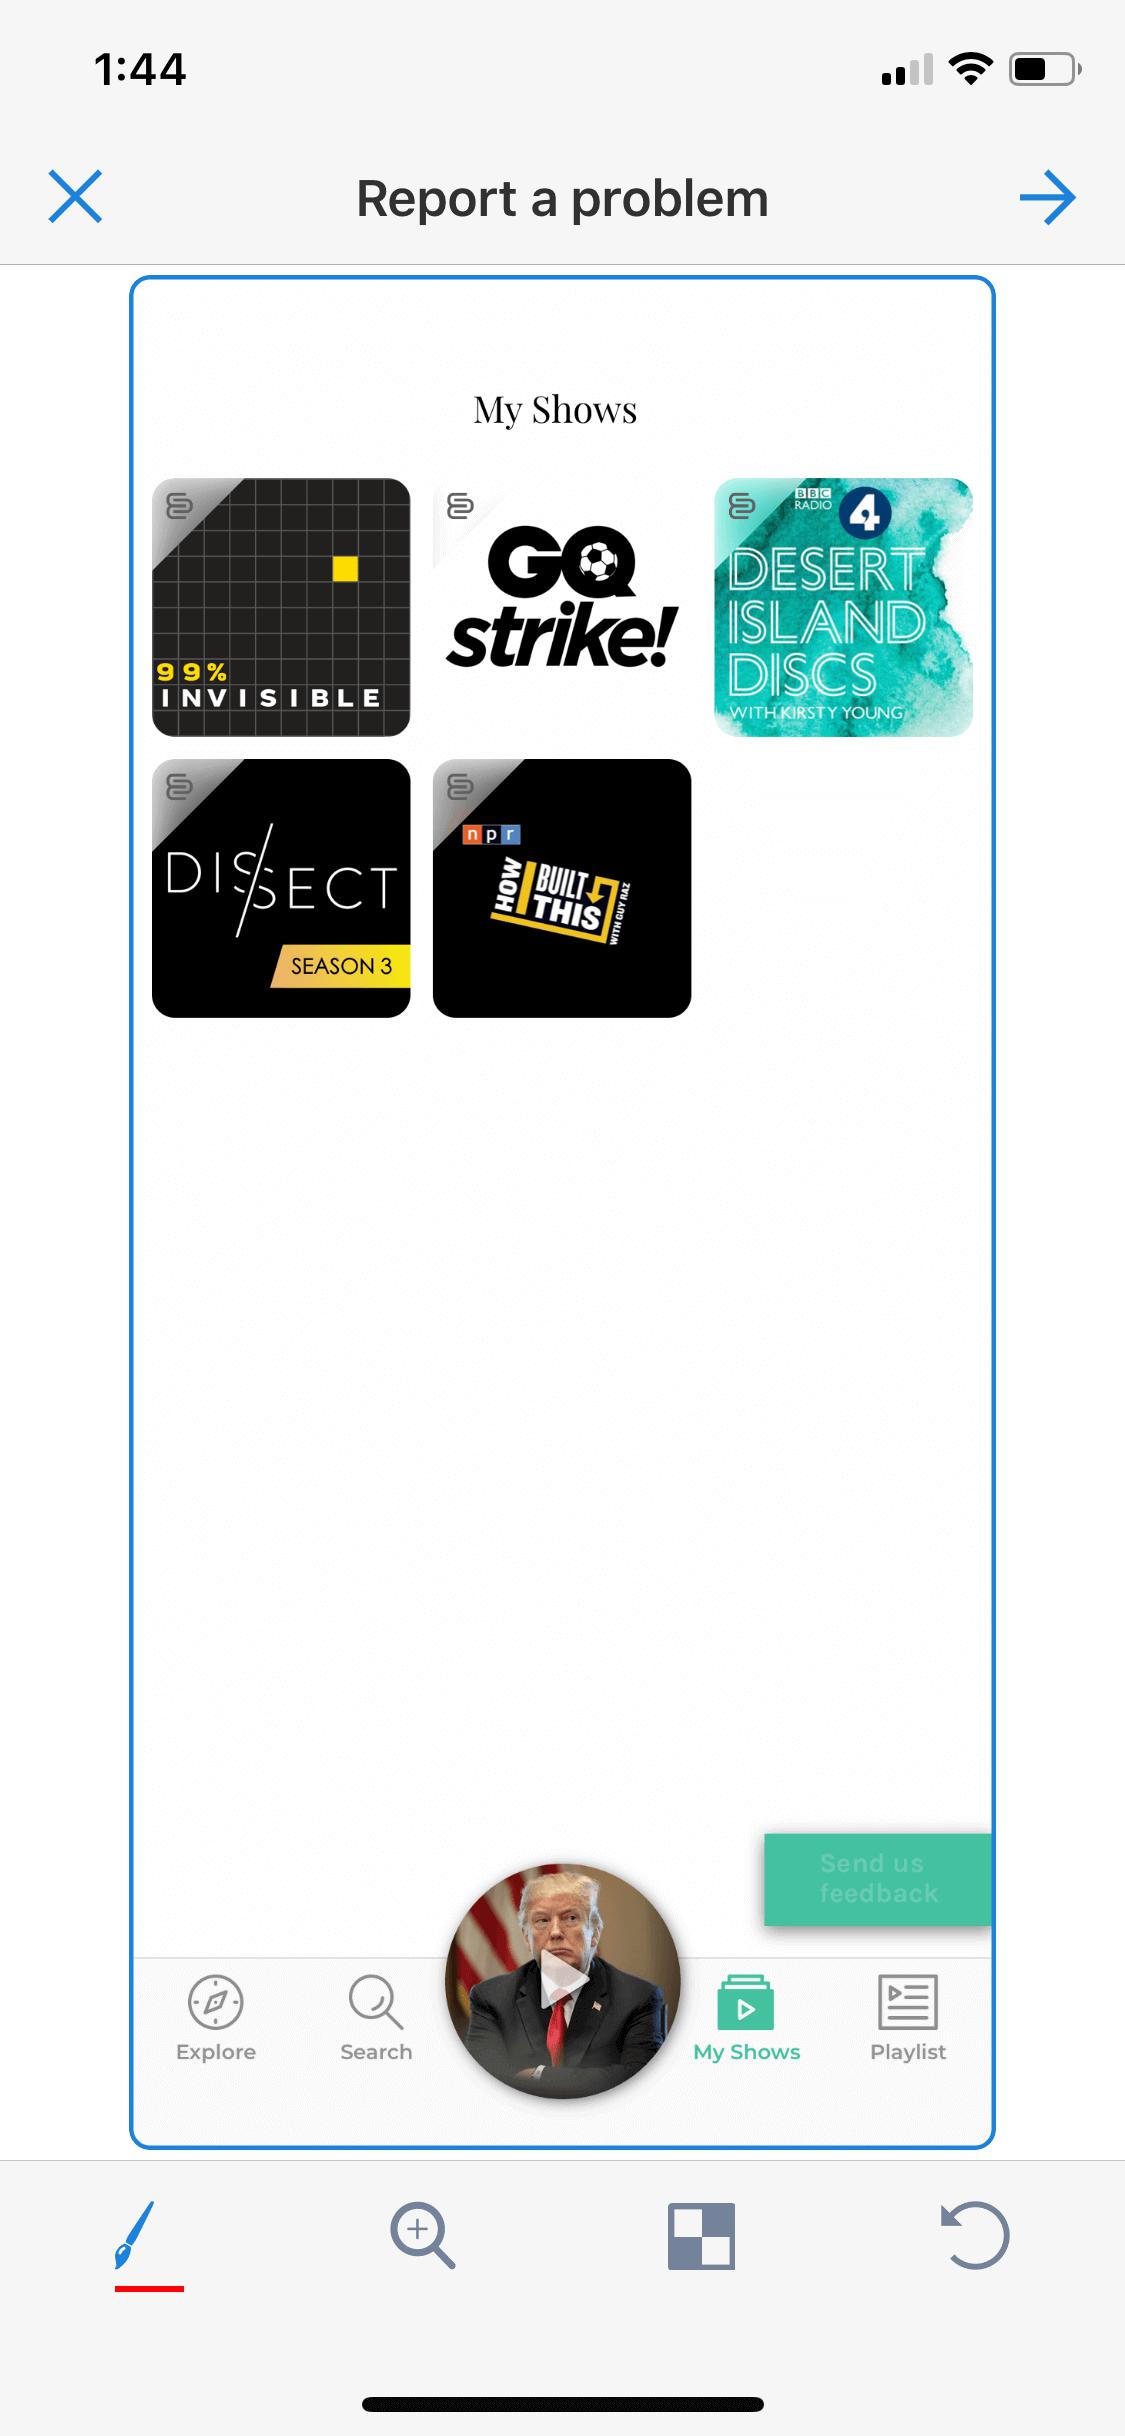 1:44
Report a problem
My Shows
99%
INVISIBLE
GQ
strike!
BBC
RADIO
4
DESERT
ISLAND
DISCS
WITH KIRSTY YOUNG
DISSECT
SEASON 3
npr
HOW
I
BUILT
THIS
WITH GUY RAZ
Send us
feedback
Explore
Search
My Shows
Playlist